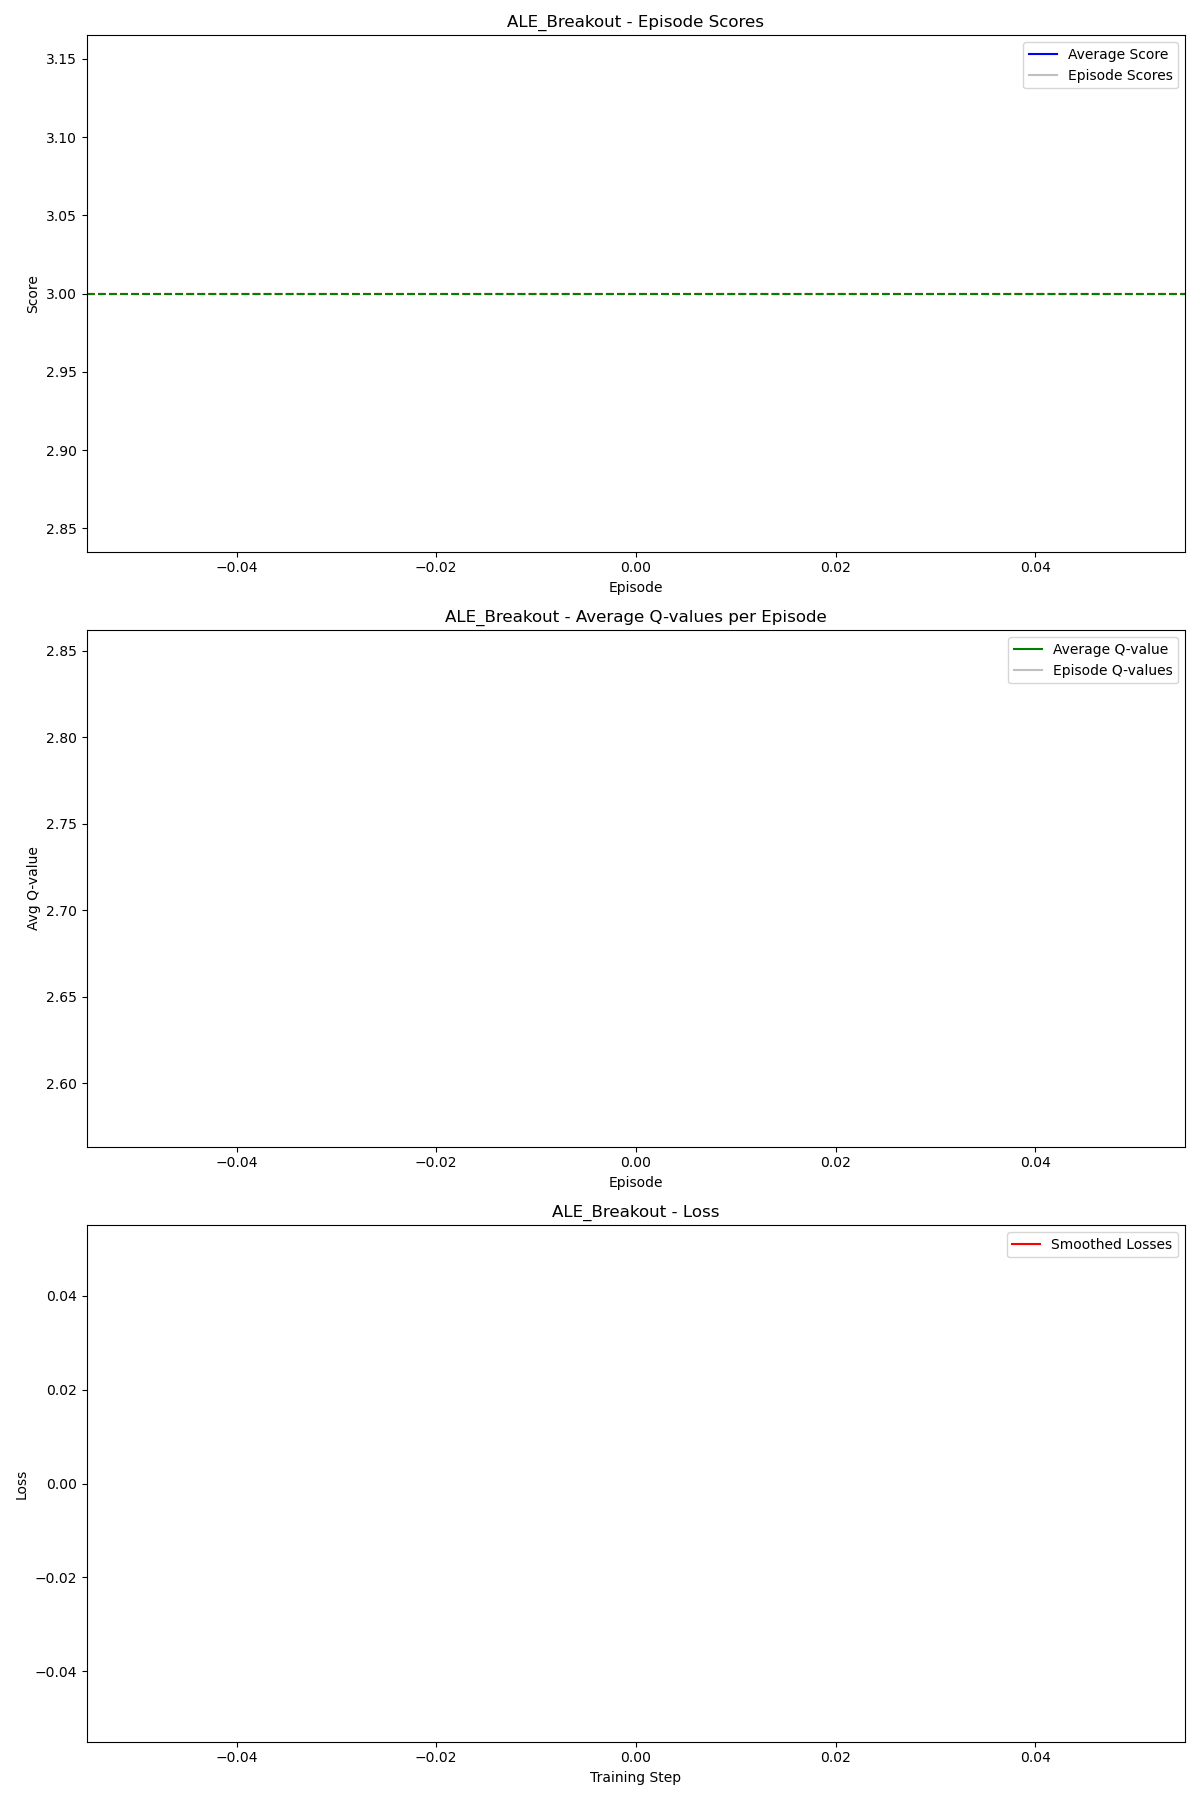 ALE_Breakout - Episode Scores
Average Score
Episode Scores
3.15
3.10
3.05
3.00
2.95
2.90
2.85
Score
−0.04
−0.02
0.00
0.02
0.04
Episode
ALE_Breakout - Average Q-values per Episode
Average Q-value
Episode Q-values
2.85
2.80
2.75
2.70
2.65
2.60
Avg Q-value
−0.04
−0.02
0.00
0.02
0.04
Episode
ALE_Breakout - Loss
Smoothed Losses
0.04
0.02
0.00
−0.02
−0.04
Loss
−0.04
−0.02
0.00
0.02
0.04
Training Step